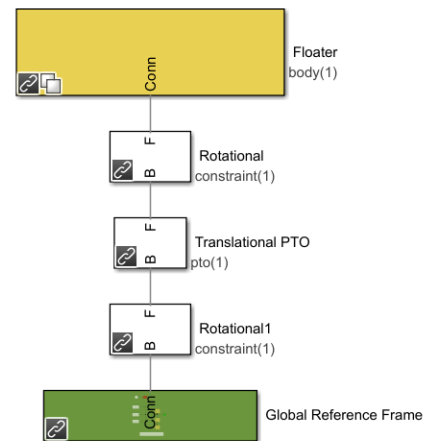 Floater
body(1)
Conn
F
Rotational
constraint(1)
B
F
Translational PTO
pto(1)
B
F
Rotational1
constraint(1)
B
Conn
Global Reference Frame